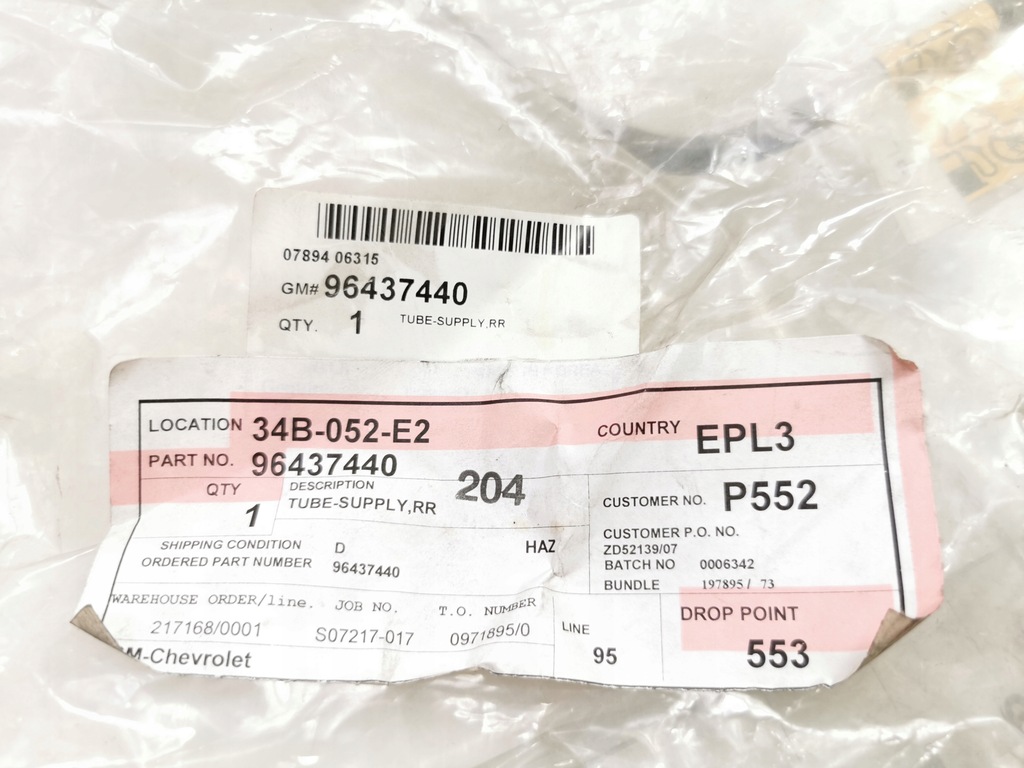 07894 06315
GM# 96437440
QTY. 1 TUBE-SUPPLY,RR
LOCATION 34B-052-E2
COUNTRY EPL3
PART NO. 96437440
QTY 1
DESCRIPTION
TUBE-SUPPLY,RR
204
CUSTOMER NO. P552
SHIPPING CONDITION D
HAZ
ORDERED PART NUMBER 96437440
CUSTOMER P.O. NO.
ZD52139/07
BATCH NO 0006342
BUNDLE 197895/ 73
WAREHOUSE ORDER/line. JOB NO. T.O. NUMBER
217168/0001 S07217-017 0971895/0
LINE
95
DROP POINT
553
M-Chevrolet